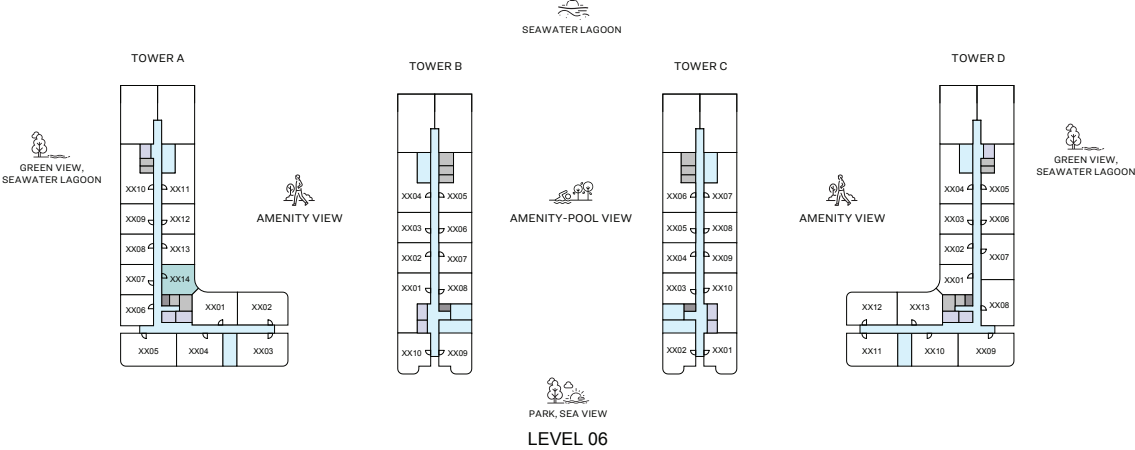 SEAWATER LAGOON
TOWER A
TOWER B
TOWER C
TOWER D
GREEN VIEW,
SEAWATER LAGOON
AMENITY VIEW
AMENITY-POOL VIEW
AMENITY VIEW
GREEN VIEW,
SEAWATER LAGOON
XX10 XX11
XX09 XX12
XX08 XX13
XX07 XX14
XX06 XX01 XX02
XX05 XX04 XX03
XX04 XX05
XX03 XX06
XX02 XX07
XX01 XX08
XX10 XX09
XX06 XX07
XX05 XX08
XX04 XX09
XX03 XX10
XX02 XX01
XX04 XX05
XX03 XX06
XX02 XX07
XX01
XX12 XX13 XX08
XX11 XX10 XX09
PARK, SEA VIEW
LEVEL 06